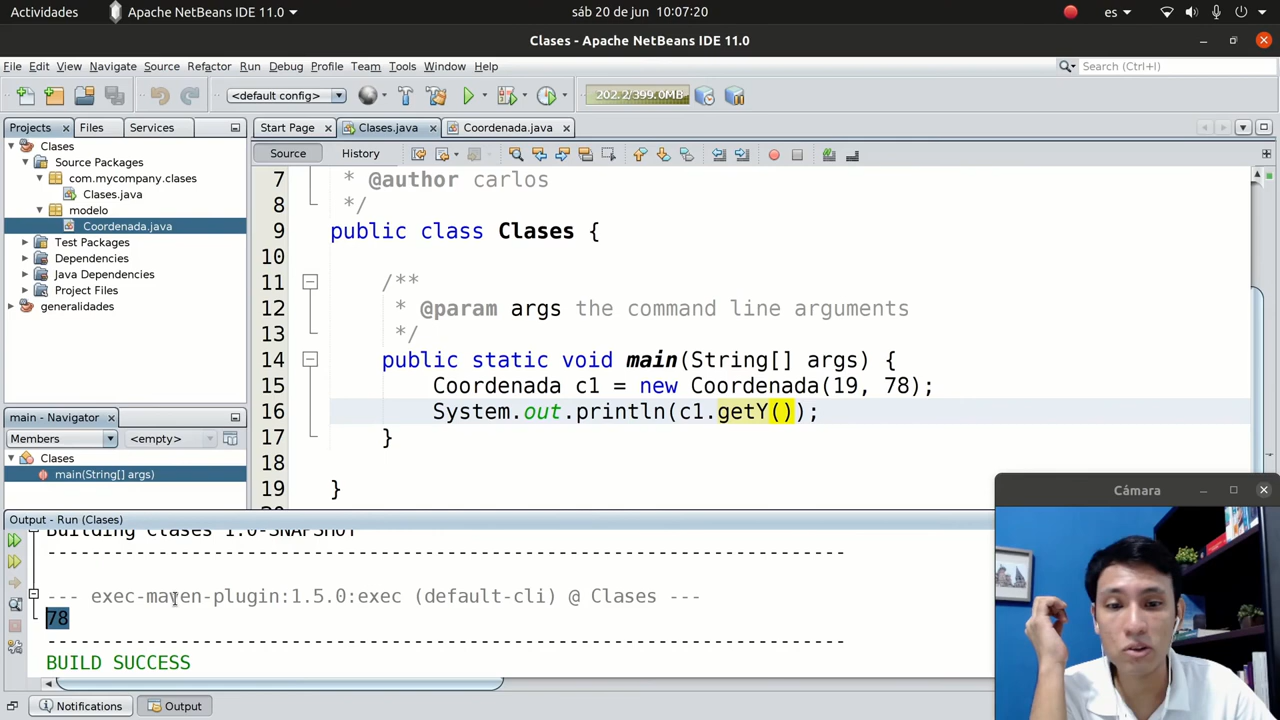 Actividades Apache NetBeans IDE 11.0 sáb 20 de jun 10:07:20 es
Clases - Apache NetBeans IDE 11.0
File Edit View Navigate Source Refactor Run Debug Profile Team Tools Window Help Search (Ctrl+I)
<default config> 202.2/399.0MB
Projects Files Services Start Page Clases.java Coordenada.java
Clases
Source Packages
com.mycompany.clases
Clases.java
modelo
Coordenada.java
Test Packages
Dependencies
Java Dependencies
Project Files
generalidades
Source History
7 * @author carlos
8 */
9 public class Clases {
10
11 /**
12 * @param args the command line arguments
13 */
14 public static void main(String[] args) {
15 Coordenada c1 = new Coordenada(19, 78);
16 System.out.println(c1.getY());
17 }
18
19 }
main - Navigator
Members <empty>
Clases
main(String[] args)
Cámara
Output - Run (Clases)
Building Clases 1.0-SNAPSHOT
------------------------------------------------------------------------
--- exec-maven-plugin:1.5.0:exec (default-cli) @ Clases ---
78
------------------------------------------------------------------------
BUILD SUCCESS
Notifications Output